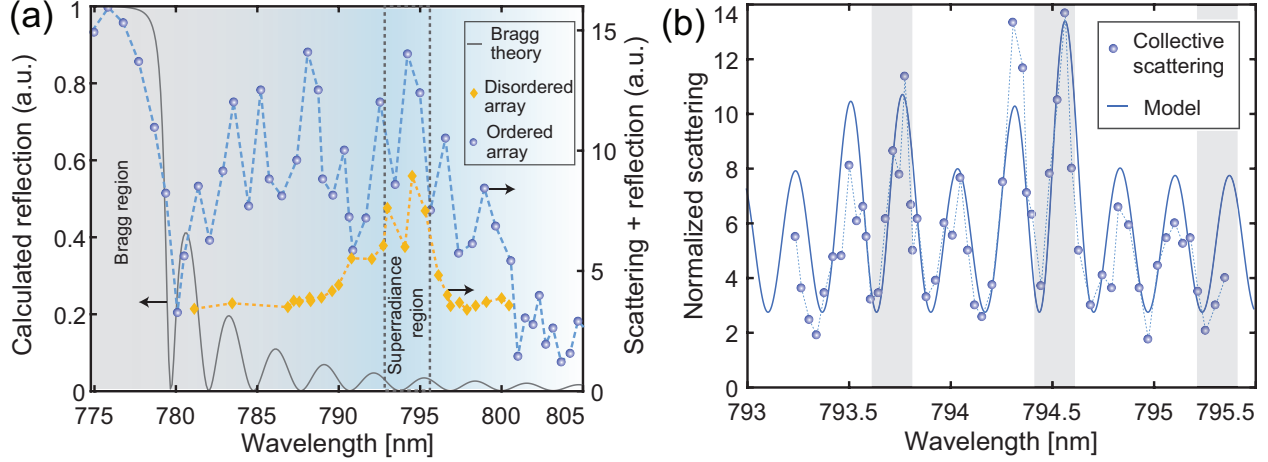 (a)
Calculated reflection (a.u.)
1
0.8
0.6
0.4
0.2
0
775
780
785
790
795
800
805
Wavelength [nm]
15
10
5
0
Scattering + reflection (a.u.)
Bragg region
Superradiance
region
Bragg
theory
Disordered
array
Ordered
array
(b)
Normalized scattering
14
12
10
8
6
4
2
0
793
793.5
794
794.5
795
795.5
Wavelength [nm]
Collective
scattering
Model